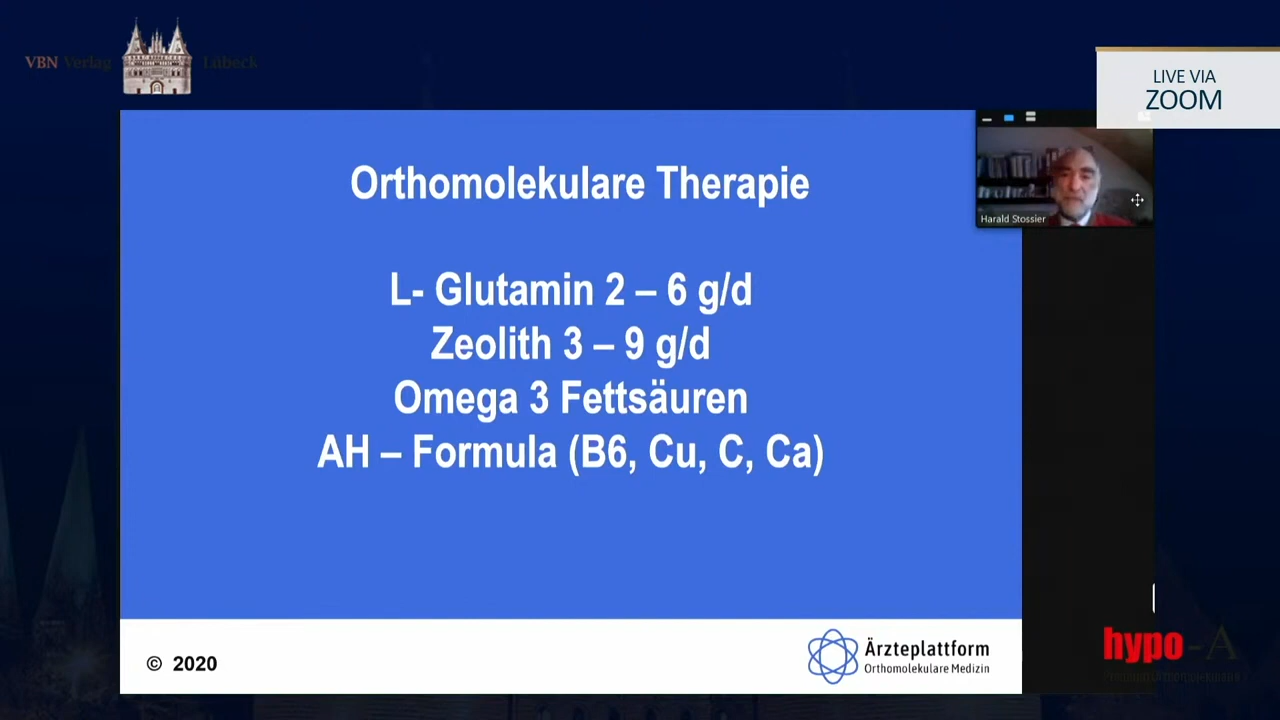 VBN Verlag Lübeck
LIVE VIA
ZOOM
Harald Stossier
Orthomolekulare Therapie
L- Glutamin 2 – 6 g/d
Zeolith 3 – 9 g/d
Omega 3 Fettsäuren
AH – Formula (B6, Cu, C, Ca)
© 2020
Ärzteplattform
Orthomolekulare Medizin
hypo-A